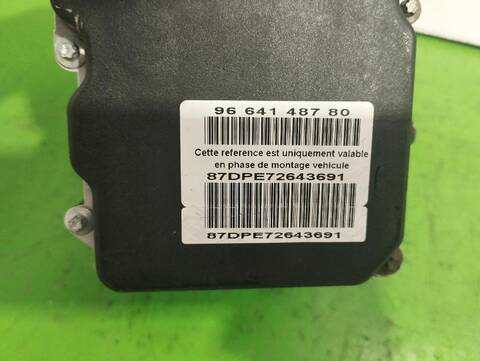 96 641 487 80
Cette reference est uniquement valable
en phase de montage vehicule
87DPE72643691
87DPE72643691